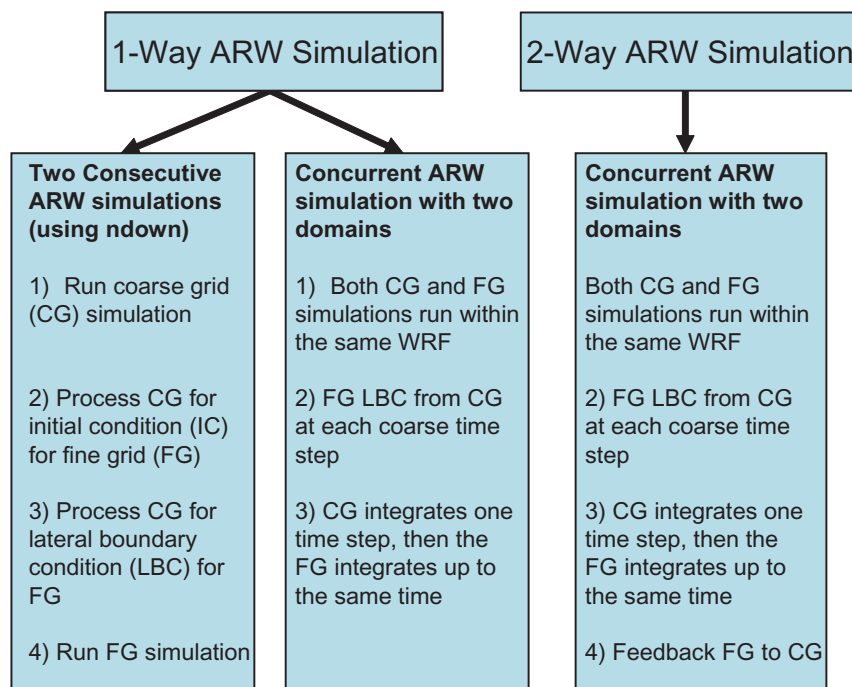 1-Way ARW Simulation
2-Way ARW Simulation
Two Consecutive
ARW simulations
(using ndown)
1) Run coarse grid
(CG) simulation
2) Process CG for
initial condition (IC)
for fine grid (FG)
3) Process CG for
lateral boundary
condition (LBC) for
FG
4) Run FG simulation
Concurrent ARW
simulation with two
domains
1) Both CG and FG
simulations run within
the same WRF
2) FG LBC from CG
at each coarse time
step
3) CG integrates one
time step, then the
FG integrates up to
the same time
Concurrent ARW
simulation with two
domains
Both CG and FG
simulations run within
the same WRF
2) FG LBC from CG
at each coarse time
step
3) CG integrates one
time step, then the
FG integrates up to
the same time
4) Feedback FG to CG